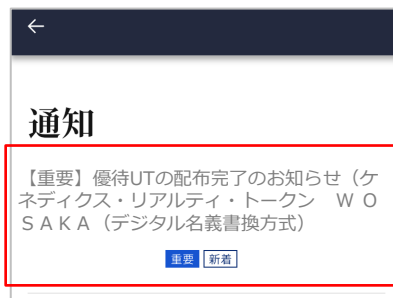 通知
【重要】優待UTの配布完了のお知らせ（ケ
ネディクス・リアルティ・トークン　Ｗ Ｏ
ＳＡＫＡ（デジタル名義書換方式）
重要 新着